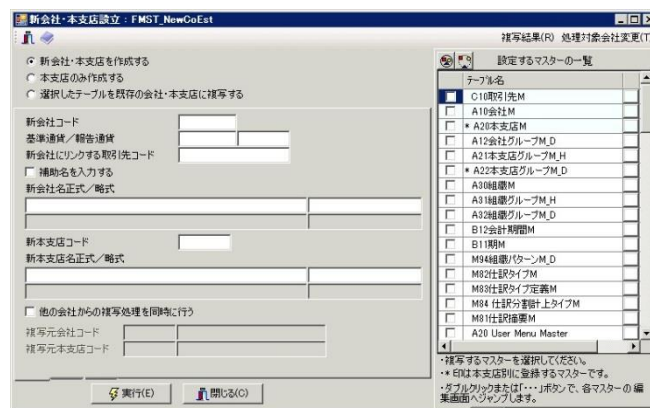 新会社・本支店設立：FMST_NewCoEst
複写結果(R) 処理対象会社変更(T)
新会社・本支店を作成する
本支店のみ作成する
選択したテーブルを既存の会社・本支店に複写する
新会社コード
基準通貨／報告通貨
新会社にリンクする取引先コード
補助名を入力する
新会社名正式／略式
新本支店コード
新本支店名正式／略式
他の会社からの複写処理を同時に行う
複写元会社コード
複写元本支店コード
実行(E) 閉じる(C)
設定するマスターの一覧
テーブル名
C10取引先M
A10会社M
* A20本支店M
A12会社グループM_D
A21本支店グループM_H
* A22本支店グループM_D
A30組織M
A31組織グループM_H
A32組織グループM_D
B12会計期間M
B11期M
M94組織パターンM_D
M82仕訳タイプM
M83仕訳タイプ定義M
M84 仕訳分割計上タイプM
M81仕訳摘要M
A20 User Menu Master
・複写するマスターを選択してください。
・* 印は本支店別に登録するマスターです。
・ダブルクリックまたは「・・・」ボタンで、各マスターの編
集画面へジャンプします。